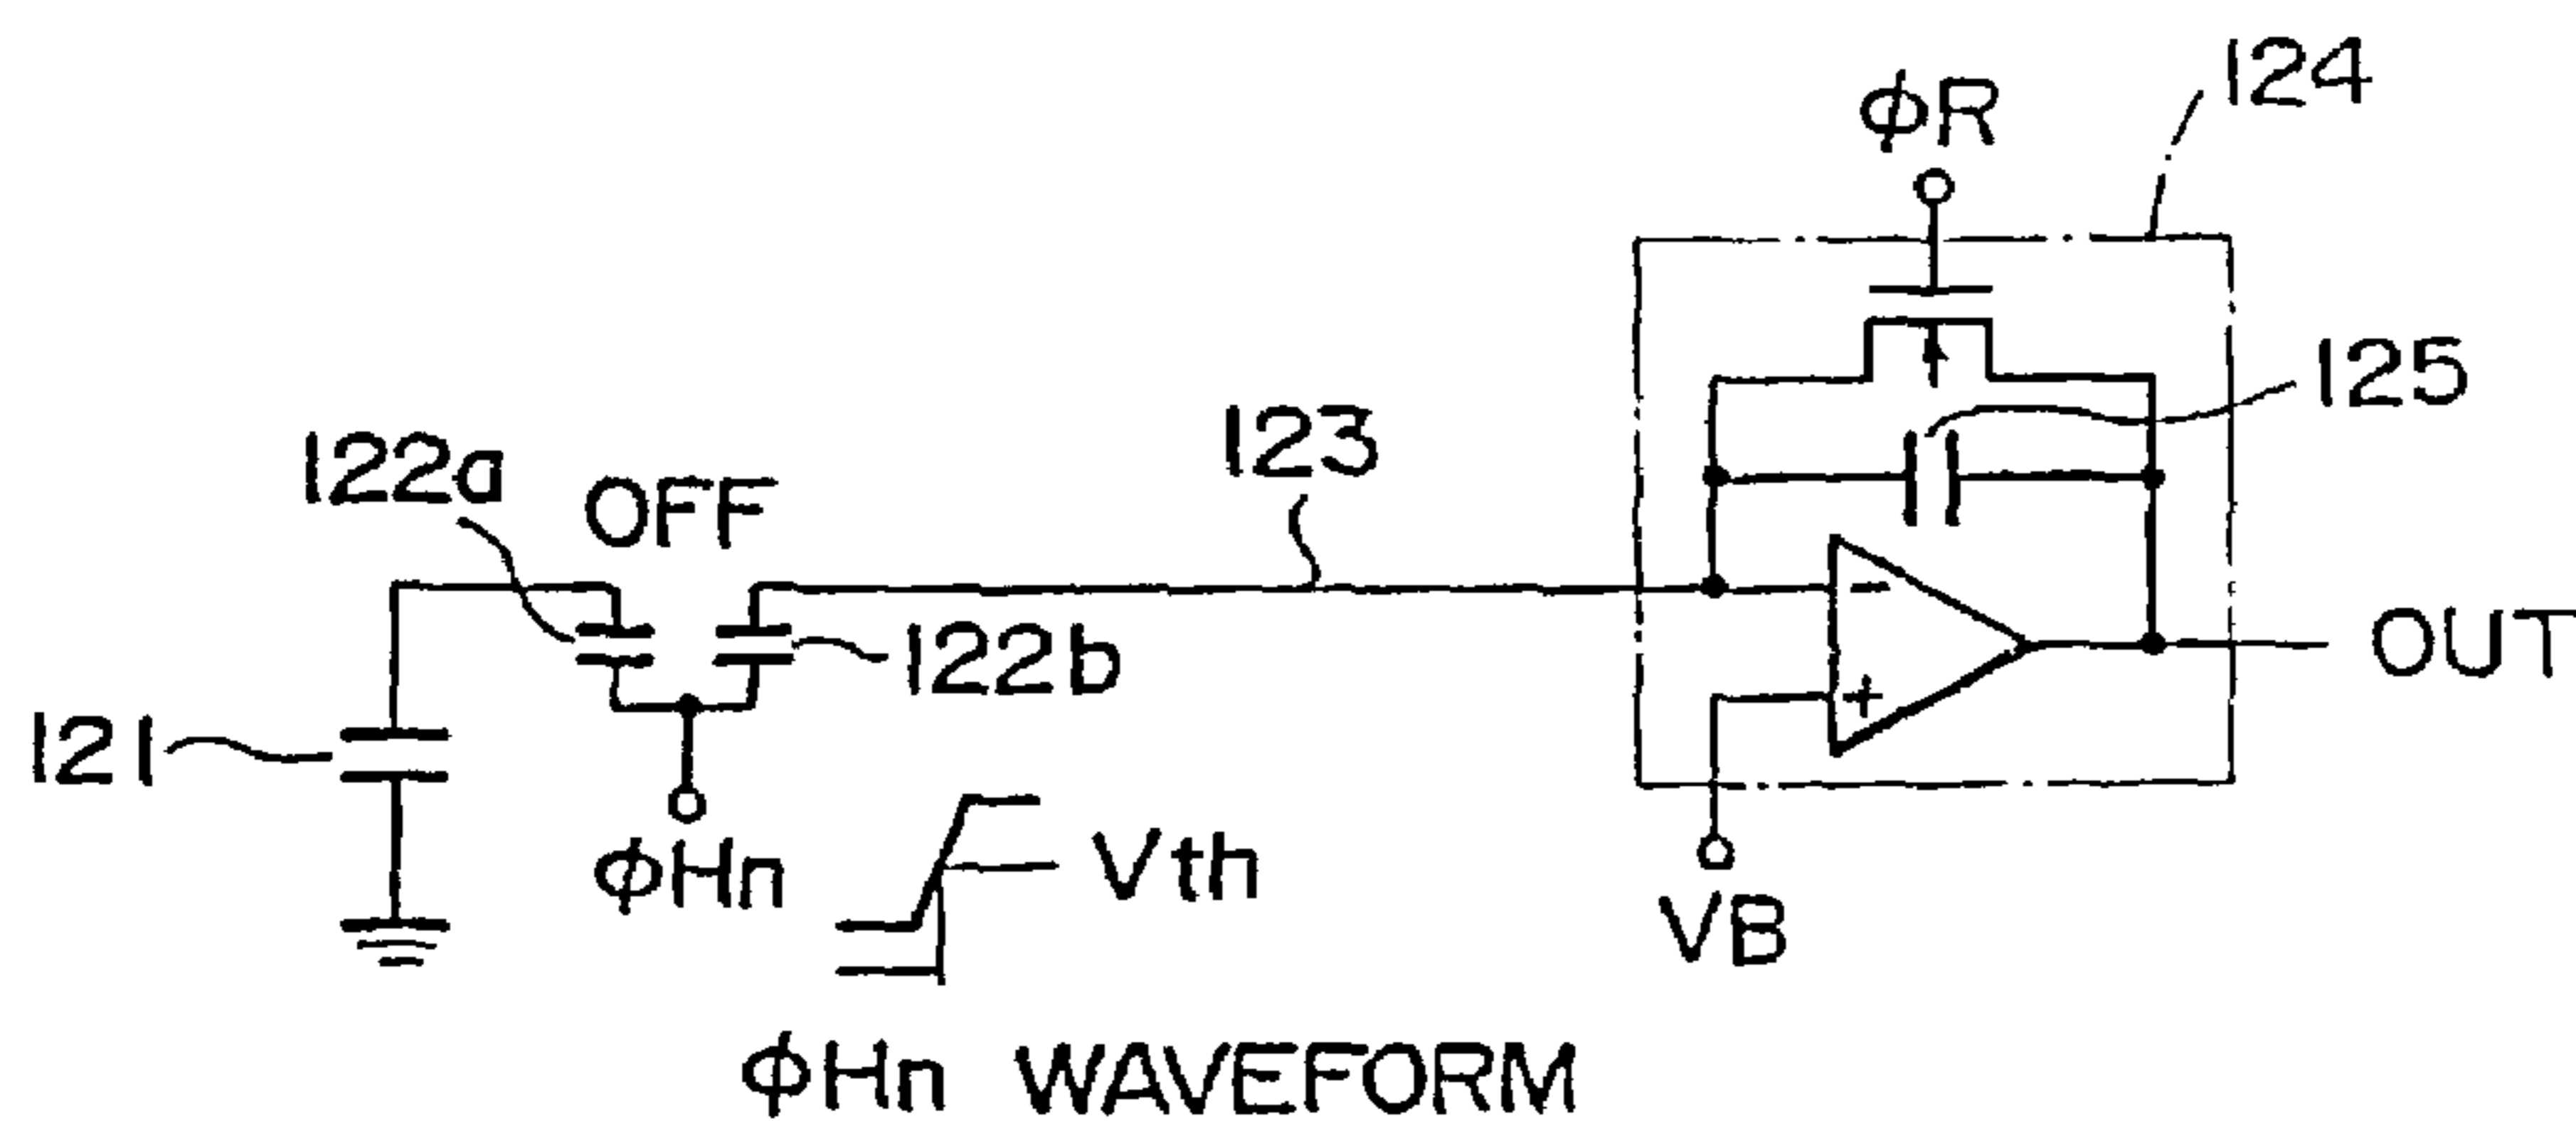 124
φR
125
123
122a
OFF
122b
−
OUT
+
121
φHn
Vth
VB
φHn WAVEFORM